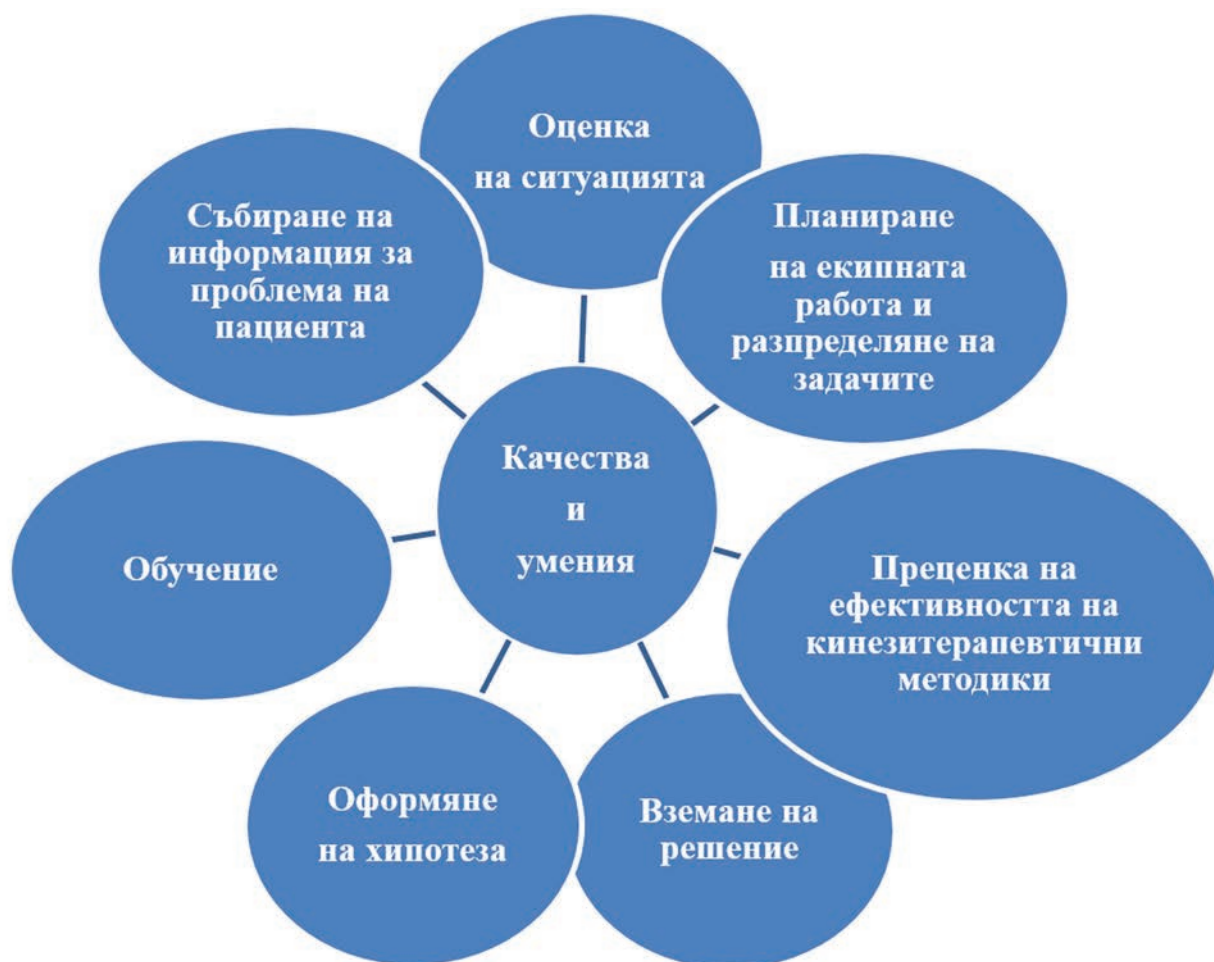 Оценка
на ситуацията
Планиране
на екипната
работа и
разпределяне на
задачите
Преценка на
ефективността на
кинезитерапевтични
методики
Вземане на
решение
Оформяне
на хипотеза
Обучение
Събиране на
информация за
проблема на
пациента
Качества
и
умения